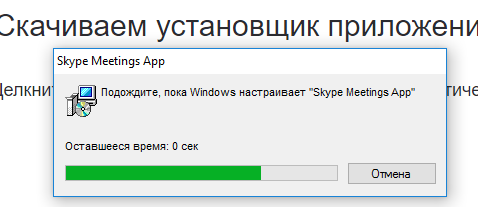 Скачиваем установщик приложени
Skype Meetings App
Подождите, пока Windows настраивает "Skype Meetings App"
Оставшееся время: 0 сек
Отмена